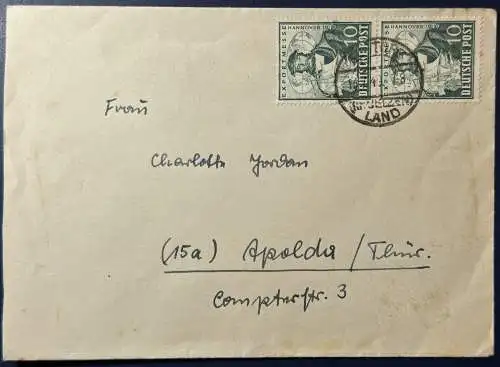 EXPORTMESSE HANNOVER 1949
10
DEUTSCHE POST
EXPORTMESSE HANNOVER 1949
10
DEUTSCHE POST
LAND
Frau
Charlotte Jordan
(15a) Apolda/Thür.
Compterstr. 3